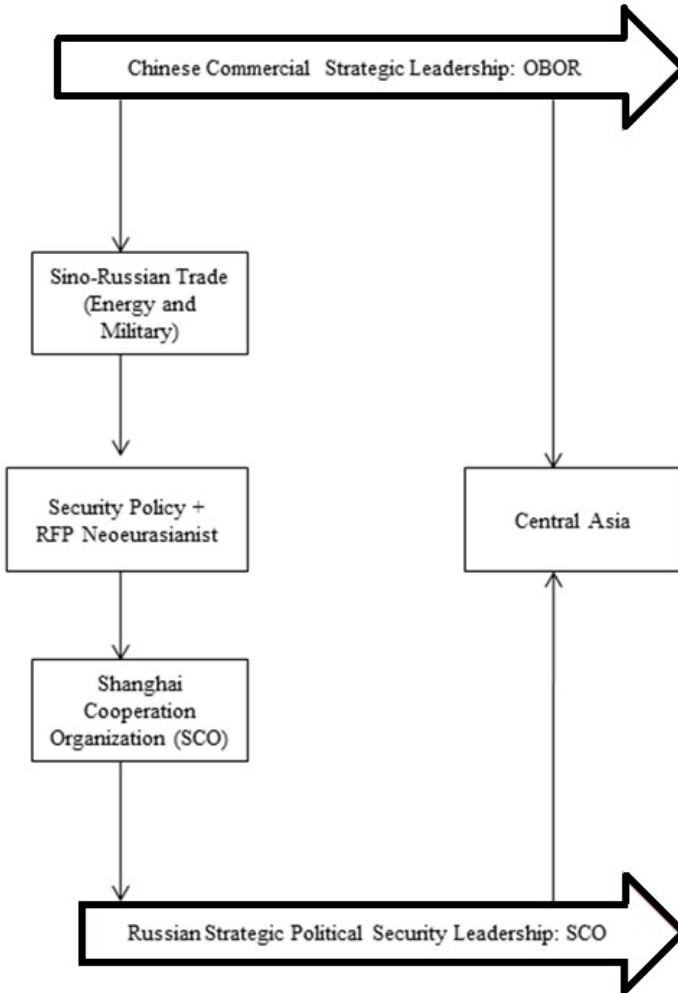 Chinese Commercial Strategic Leadership: OBOR
Sino-Russian Trade
(Energy and
Military)
Security Policy +
RFP Neoeurasianist
Central Asia
Shanghai
Cooperation
Organization (SCO)
Russian Strategic Political Security Leadership: SCO